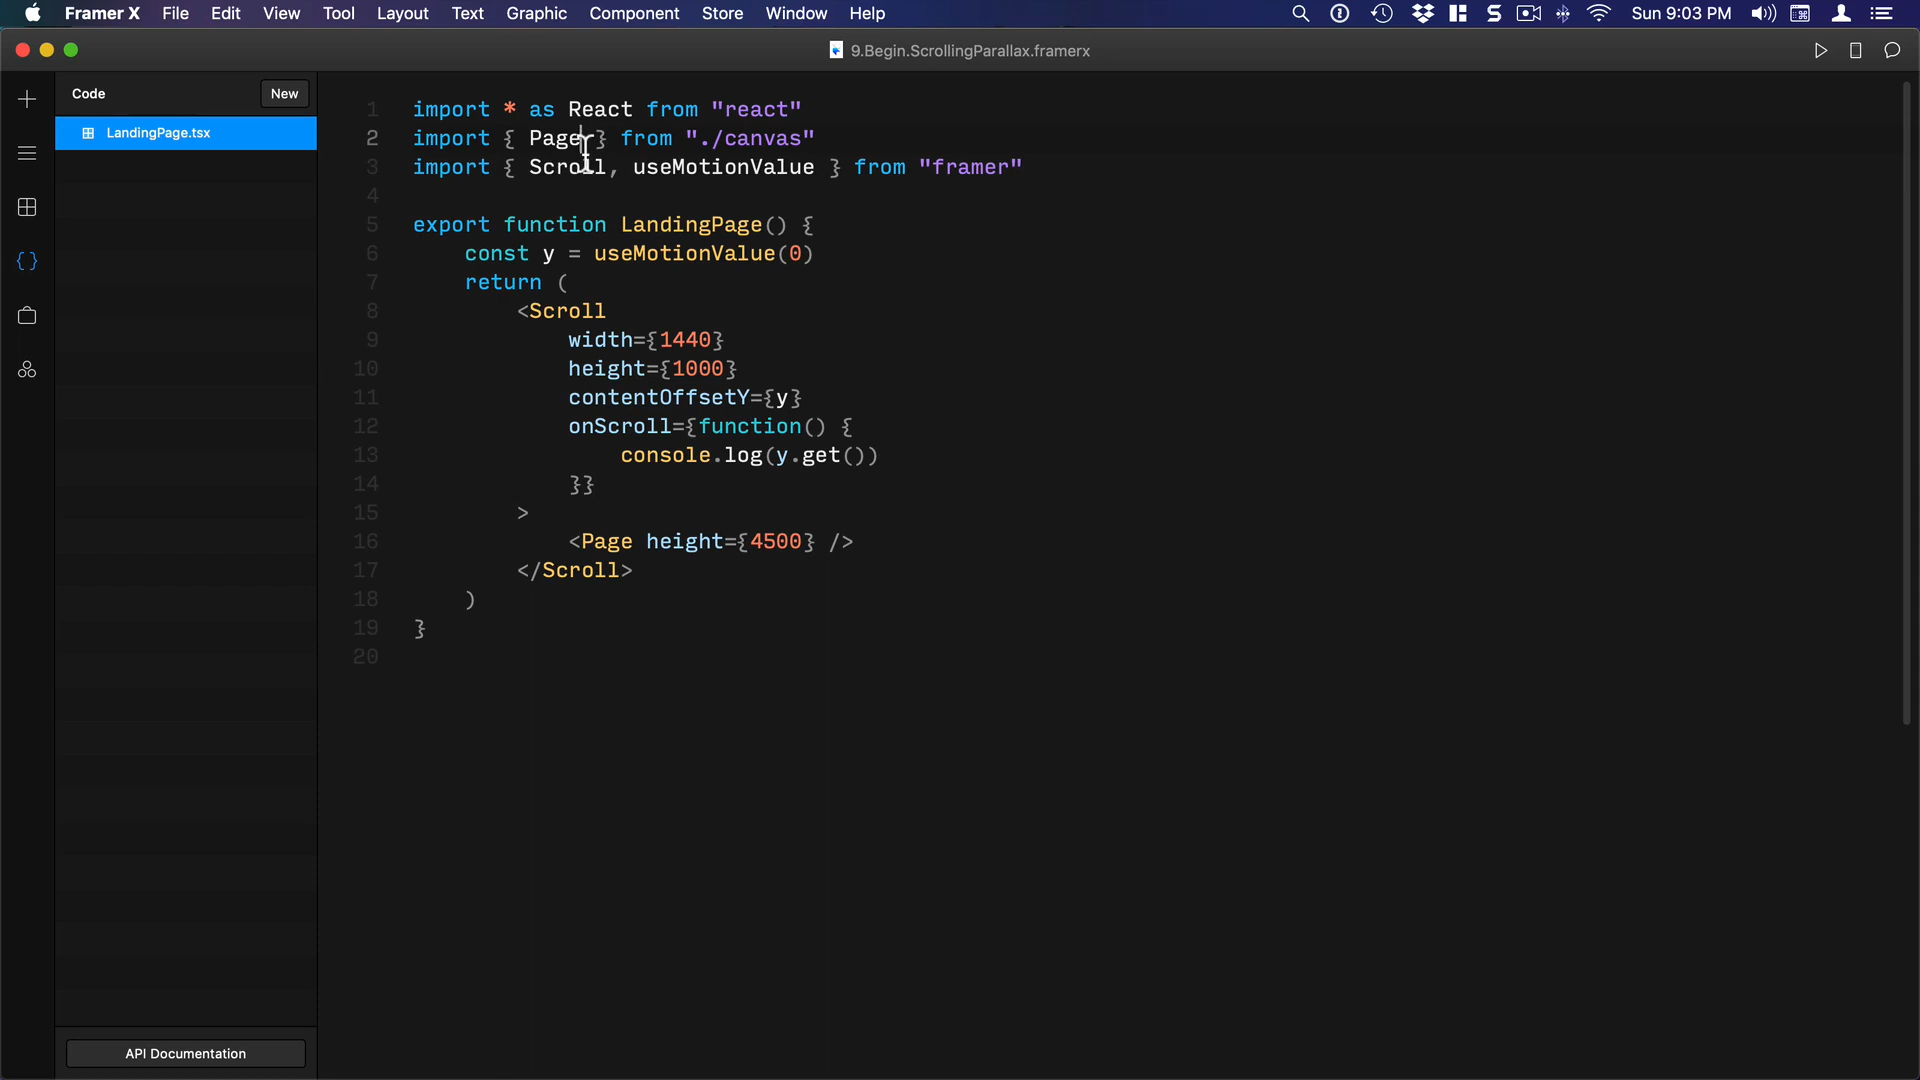 Framer X File Edit View Tool Layout Text Graphic Component Store Window Help Sun 9:03 PM
9.Begin.ScrollingParallax.framerx
Code New
LandingPage.tsx
1 import * as React from "react"
2 import { Page } from "./canvas"
3 import { Scroll, useMotionValue } from "framer"
4
5 export function LandingPage() {
6 const y = useMotionValue(0)
7 return (
8 <Scroll
9 width={1440}
10 height={1000}
11 contentOffsetY={y}
12 onScroll={function() {
13 console.log(y.get())
14 }}
15 >
16 <Page height={4500} />
17 </Scroll>
18 )
19 }
20
API Documentation